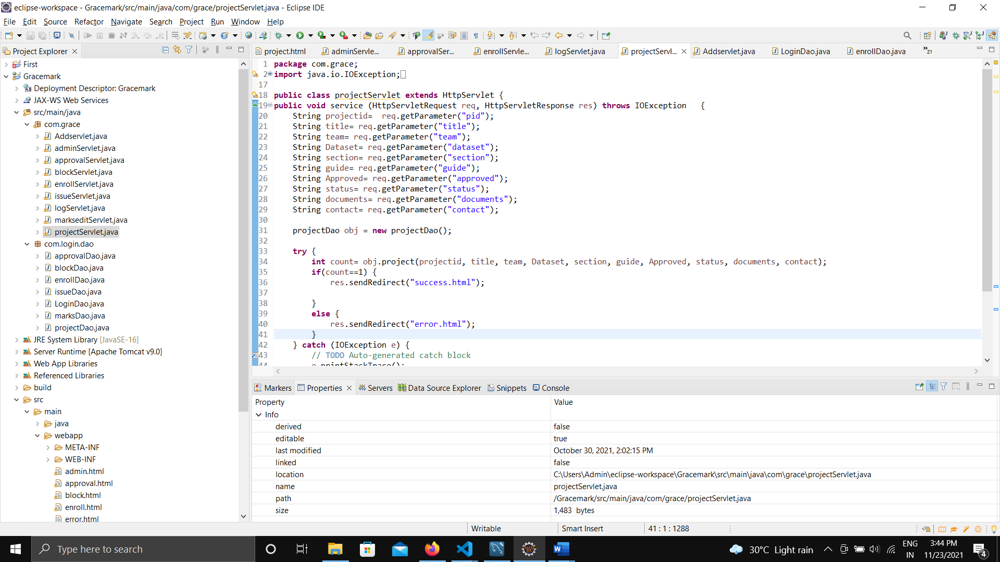 eclipse-workspace - Gracemark/src/main/java/com/grace/projectServlet.java - Eclipse IDE
File Edit Source Refactor Navigate Search Project Run Window Help
Project Explorer
First
Gracemark
Deployment Descriptor: Gracemark
JAX-WS Web Services
src/main/java
com.grace
Addservlet.java
adminServlet.java
approvalServlet.java
blockServlet.java
enrollServlet.java
issueServlet.java
logServlet.java
markseditServlet.java
projectServlet.java
com.login.dao
approvalDao.java
blockDao.java
enrollDao.java
issueDao.java
LoginDao.java
marksDao.java
projectDao.java
JRE System Library [JavaSE-16]
Server Runtime [Apache Tomcat v9.0]
Web App Libraries
Referenced Libraries
build
src
main
java
webapp
META-INF
WEB-INF
admin.html
approval.html
block.html
enroll.html
error.html
project.html adminServle... approvalSer... enrollServle... logServlet.java projectServl... Addservlet.java LoginDao.java enrollDao.java »21
1 package com.grace;
2 import java.io.IOException;
17
18 public class projectServlet extends HttpServlet {
19 public void service (HttpServletRequest req, HttpServletResponse res) throws IOException {
20 String projectid= req.getParameter("pid");
21 String title= req.getParameter("title");
22 String team= req.getParameter("team");
23 String Dataset= req.getParameter("dataset");
24 String section= req.getParameter("section");
25 String guide= req.getParameter("guide");
26 String Approved= req.getParameter("approved");
27 String status= req.getParameter("status");
28 String documents= req.getParameter("documents");
29 String contact= req.getParameter("contact");
30
31 projectDao obj = new projectDao();
32
33 try {
34 int count= obj.project(projectid, title, team, Dataset, section, guide, Approved, status, documents, contact);
35 if(count==1) {
36 res.sendRedirect("success.html");
37
38 }
39 else {
40 res.sendRedirect("error.html");
41 }
42 } catch (IOException e) {
43 // TODO Auto-generated catch block
44 e.printStackTrace();
Markers Properties Servers Data Source Explorer Snippets Console
Property Value
Info
derived false
editable true
last modified October 30, 2021, 2:02:15 PM
linked false
location C:\Users\Admin\eclipse-workspace\Gracemark\src\main\java\com\grace\projectServlet.java
name projectServlet.java
path /Gracemark/src/main/java/com/grace/projectServlet.java
size 1,483 bytes
Writable Smart Insert 41 : 1 : 1288
Type here to search
30°C Light rain
ENG
IN
3:44 PM
11/23/2021
4